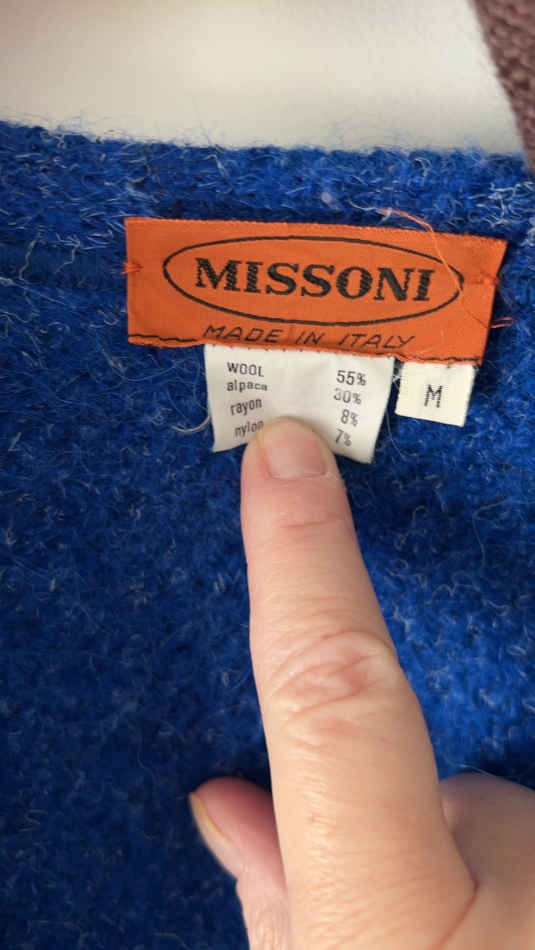 MISSONI
MADE IN ITALY
WOOL 55%
alpaca 30%
rayon 8%
nylon 7%
M